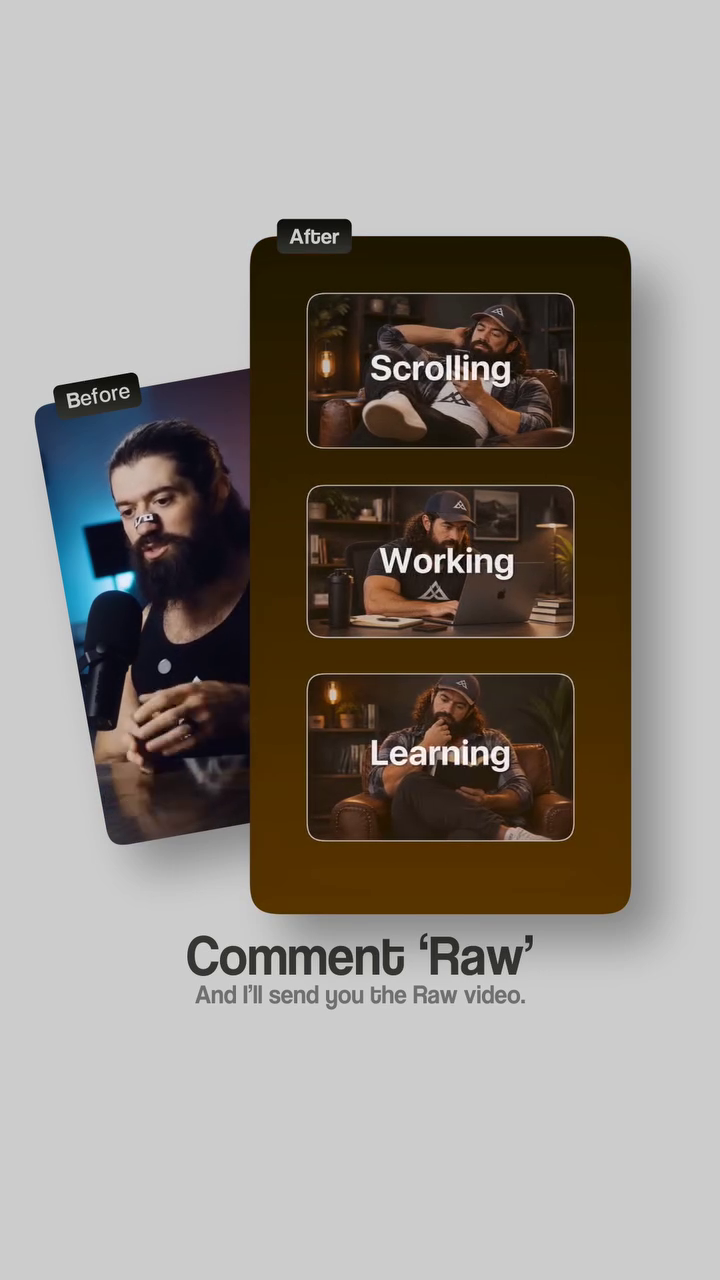 After
Before
Scrolling
Working
Learning
Comment ‘Raw’
And I’ll send you the Raw video.